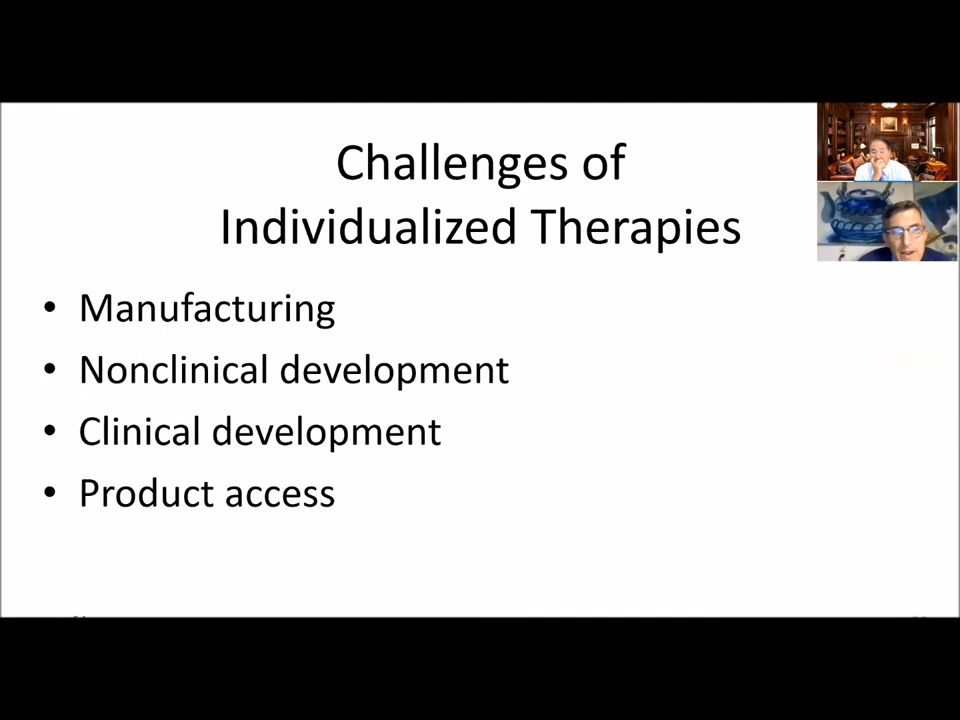 Challenges of
Individualized Therapies
• Manufacturing
• Nonclinical development
• Clinical development
• Product access